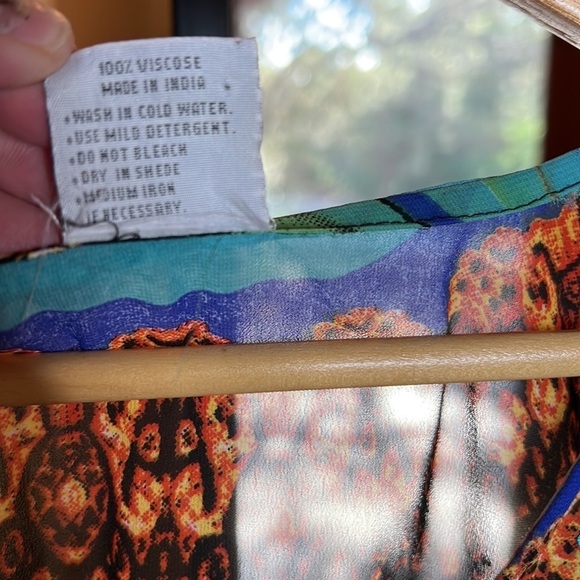 100% VISCOSE
MADE IN INDIA
•WASH IN COLD WATER.
•USE MILD DETERGENT.
•DO NOT BLEACH
•DRY IN SHEDE
•MEDIUM IRON
IF NECESSARY.